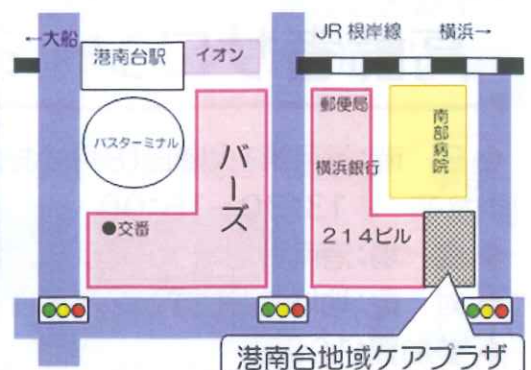 ←大船
港南台駅
イオン
JR 根岸線
横浜→
バスターミナル
バーズ
●交番
郵便局
横浜銀行
214ビル
南部病院
港南台地域ケアプラザ